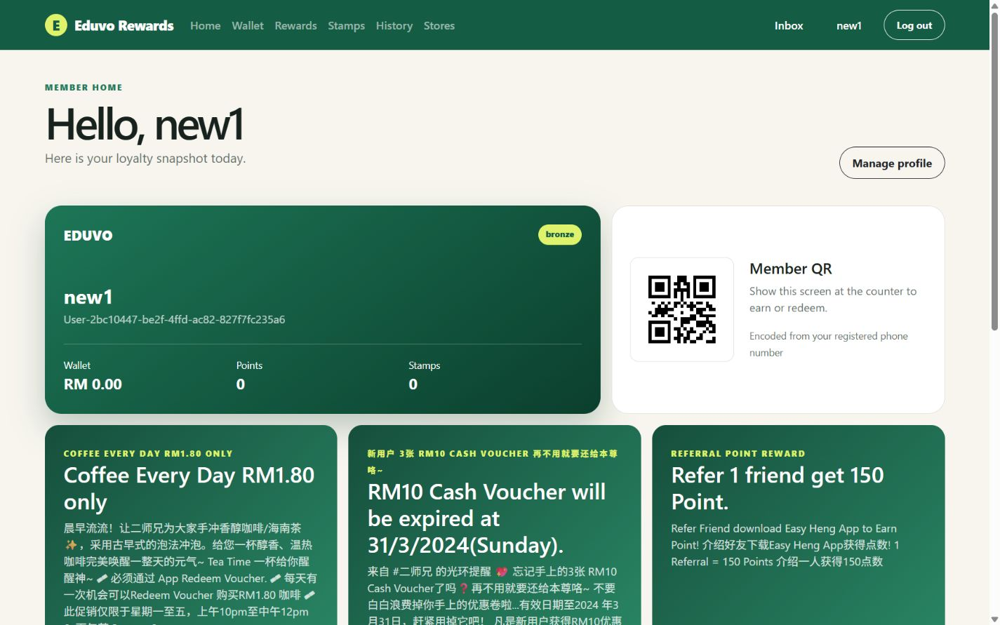 E Eduvo Rewards Home Wallet Rewards Stamps History Stores Inbox new1 Log out
MEMBER HOME
Hello, new1
Here is your loyalty snapshot today.
Manage profile
EDUVO bronze
new1
User-2bc10447-be2f-4ffd-ac82-827f7fc235a6
Wallet Points Stamps
RM 0.00 0 0
Member QR
Show this screen at the counter to
earn or redeem.
Encoded from your registered phone
number
COFFEE EVERY DAY RM1.80 ONLY
Coffee Every Day RM1.80
only
晨早流流！让二师兄为大家手冲香醇咖啡/海南茶
✨，采用古早式的泡法冲泡。给您一杯醇香、温热
咖啡完美唤醒一整天的元气~ Tea Time 一杯给你醒
醒神~ 必须通过 App Redeem Voucher. 每天有
一次机会可以Redeem Voucher 购买RM1.80 咖啡
此促销仅限于星期一至五，上午10pm至中午12pm
新用户 3张 RM10 CASH VOUCHER 再不用就要还给本尊
咯~
RM10 Cash Voucher will
be expired at
31/3/2024(Sunday).
来自 #二师兄 的光环提醒 💖 忘记手上的3张 RM10
Cash Voucher了吗❓再不用就要还给本尊咯~ 不要
白白浪费掉你手上的优惠卷啦...有效日期至2024 年3
月31日，赶紧用掉它吧！ 凡是新用户获得RM10优惠
REFERRAL POINT REWARD
Refer 1 friend get 150
Point.
Refer Friend download Easy Heng App to Earn
Point! 介绍好友下载Easy Heng App获得点数! 1
Referral = 150 Points 介绍一人获得150点数